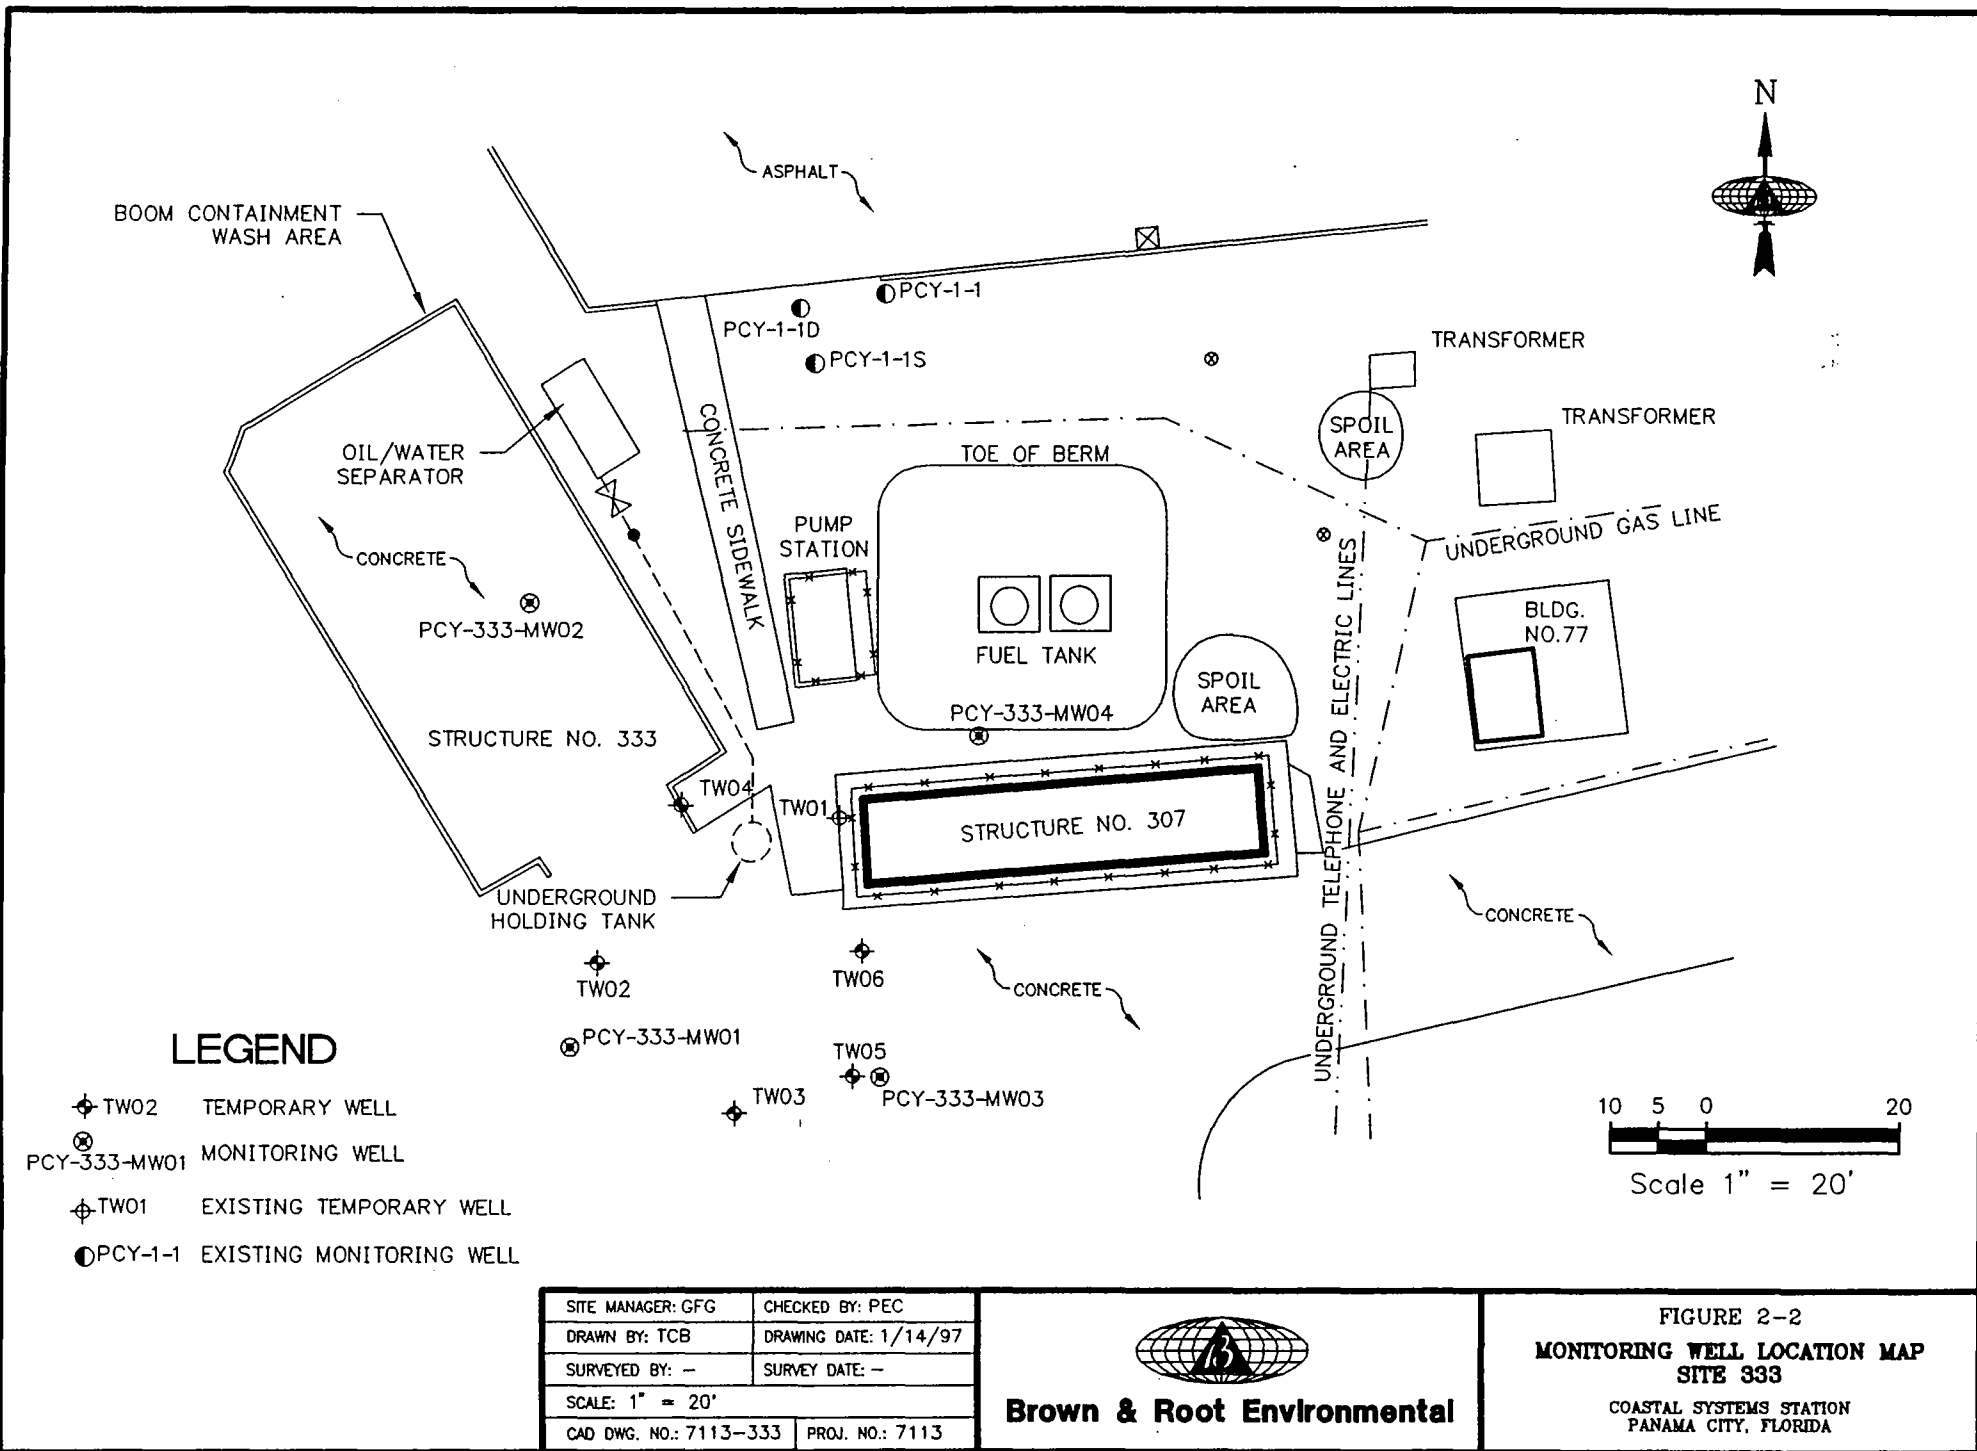 N
ASPHALT
BOOM CONTAINMENT
WASH AREA
PCY-1-1
PCY-1-1D
PCY-1-1S
TRANSFORMER
TRANSFORMER
SPOIL
AREA
OIL/WATER
SEPARATOR
CONCRETE SIDEWALK
TOE OF BERM
PUMP
STATION
UNDERGROUND GAS LINE
CONCRETE
PCY-333-MW02
FUEL TANK
BLDG.
NO.77
SPOIL
AREA
PCY-333-MW04
STRUCTURE NO. 333
UNDERGROUND TELEPHONE AND ELECTRIC LINES
TW04
TW01
STRUCTURE NO. 307
UNDERGROUND
HOLDING TANK
CONCRETE
TW02
TW06
CONCRETE
PCY-333-MW01
TW05
PCY-333-MW03
TW03
LEGEND
TW02 TEMPORARY WELL
PCY-333-MW01 MONITORING WELL
TW01 EXISTING TEMPORARY WELL
PCY-1-1 EXISTING MONITORING WELL
10 5 0 20
Scale 1" = 20'
SITE MANAGER: GFG CHECKED BY: PEC
DRAWN BY: TCB DRAWING DATE: 1/14/97
SURVEYED BY: - SURVEY DATE: -
SCALE: 1" = 20'
CAD DWG. NO.: 7113-333 PROJ. NO.: 7113
Brown & Root Environmental
FIGURE 2-2
MONITORING WELL LOCATION MAP
SITE 333
COASTAL SYSTEMS STATION
PANAMA CITY, FLORIDA